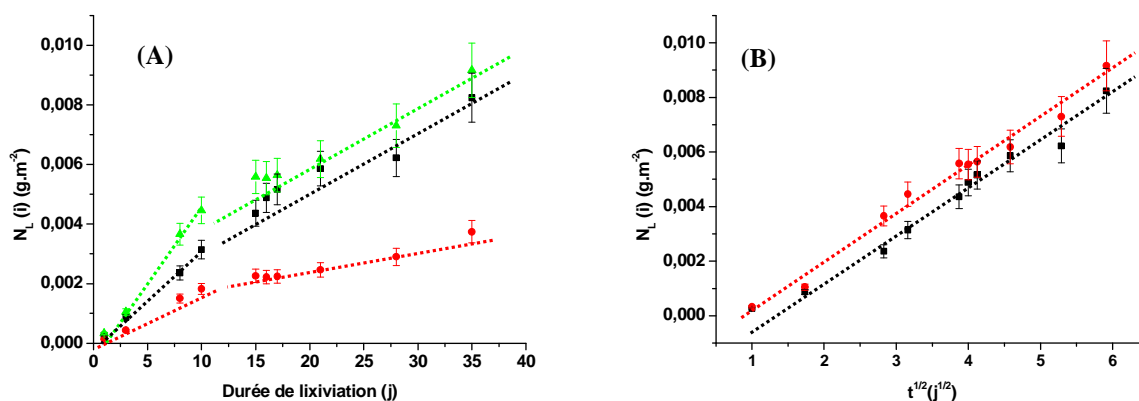 (A)
N_L (i) (g.m⁻²)
0,010
0,008
0,006
0,004
0,002
0,000
0 5 10 15 20 25 30 35 40
Durée de lixiviation (j)
(B)
N_L (i) (g.m⁻²)
0,010
0,008
0,006
0,004
0,002
0,000
1 2 3 4 5 6
t^1/2(j^1/2)